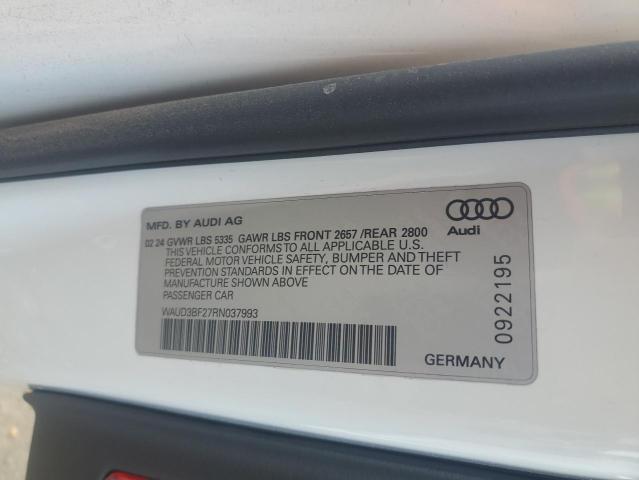 MFD. BY AUDI AG
Audi
02 24 GVWR LBS 5335 GAWR LBS FRONT 2657 /REAR 2800
THIS VEHICLE CONFORMS TO ALL APPLICABLE U.S.
FEDERAL MOTOR VEHICLE SAFETY, BUMPER AND THEFT
PREVENTION STANDARDS IN EFFECT ON THE DATE OF
MANUFACTURE SHOWN ABOVE
PASSENGER CAR
WAUD3BF27RN037993
0922195
GERMANY